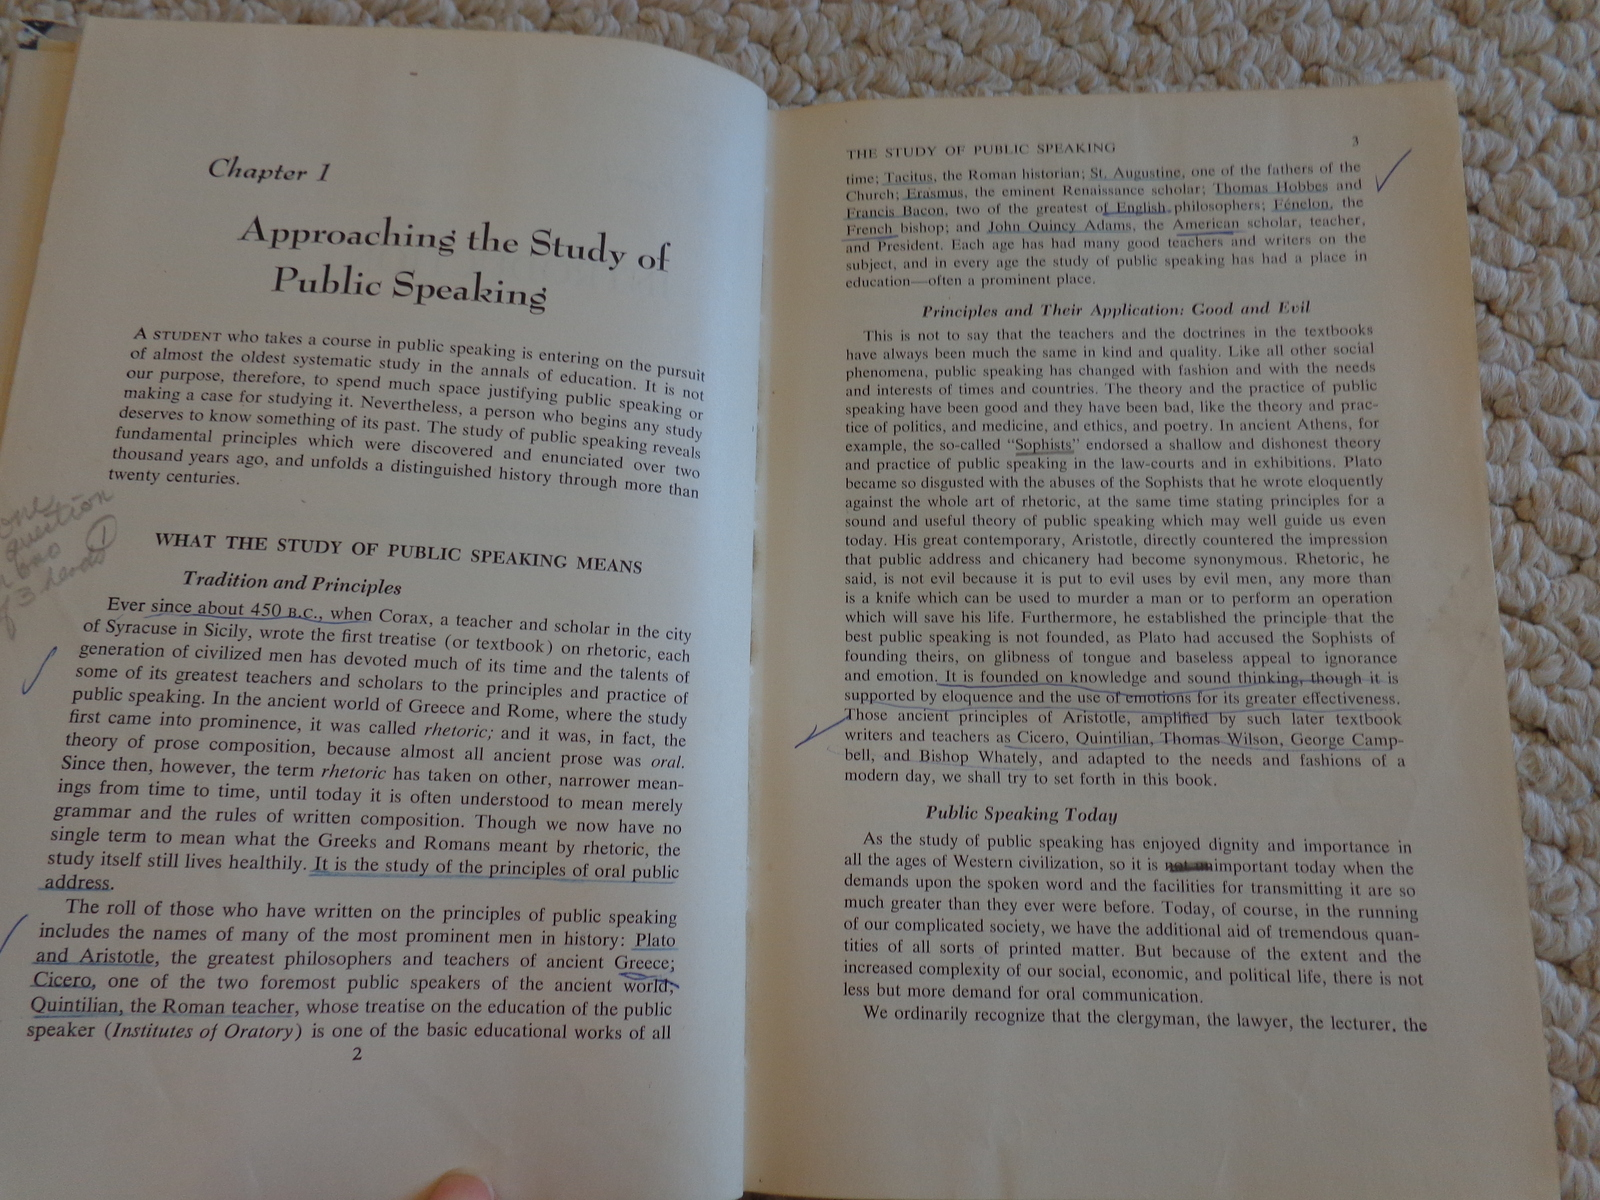 Chapter 1
Approaching the Study of
Public Speaking
A STUDENT who takes a course in public speaking is entering on the pursuit
of almost the oldest systematic study in the annals of education. It is not
our purpose, therefore, to spend much space justifying public speaking or
making a case for studying it. Nevertheless, a person who begins any study
deserves to know something of its past. The study of public speaking reveals
fundamental principles which were discovered and enunciated over two
thousand years ago, and unfolds a distinguished history through more than
twenty centuries.
one
question
①
3
WHAT THE STUDY OF PUBLIC SPEAKING MEANS
Tradition and Principles
Ever since about 450 B.C., when Corax, a teacher and scholar in the city
of Syracuse in Sicily, wrote the first treatise (or textbook) on rhetoric, each
generation of civilized men has devoted much of its time and the talents of
some of its greatest teachers and scholars to the principles and practice of
public speaking. In the ancient world of Greece and Rome, where the study
first came into prominence, it was called rhetoric; and it was, in fact, the
theory of prose composition, because almost all ancient prose was oral.
Since then, however, the term rhetoric has taken on other, narrower mean-
ings from time to time, until today it is often understood to mean merely
grammar and the rules of written composition. Though we now have no
single term to mean what the Greeks and Romans meant by rhetoric, the
study itself still lives healthily. It is the study of the principles of oral public
address.
The roll of those who have written on the principles of public speaking
includes the names of many of the most prominent men in history: Plato
and Aristotle, the greatest philosophers and teachers of ancient Greece;
Cicero, one of the two foremost public speakers of the ancient world;
Quintilian, the Roman teacher, whose treatise on the education of the public
speaker (Institutes of Oratory) is one of the basic educational works of all
2
THE STUDY OF PUBLIC SPEAKING 3
time; Tacitus, the Roman historian; St. Augustine, one of the fathers of the
Church; Erasmus, the eminent Renaissance scholar; Thomas Hobbes and
Francis Bacon, two of the greatest of English philosophers; Fénelon, the
French bishop; and John Quincy Adams, the American scholar, teacher,
and President. Each age has had many good teachers and writers on the
subject, and in every age the study of public speaking has had a place in
education—often a prominent place.
Principles and Their Application: Good and Evil
This is not to say that the teachers and the doctrines in the textbooks
have always been much the same in kind and quality. Like all other social
phenomena, public speaking has changed with fashion and with the needs
and interests of times and countries. The theory and the practice of public
speaking have been good and they have been bad, like the theory and prac-
tice of politics, and medicine, and ethics, and poetry. In ancient Athens, for
example, the so-called "Sophists" endorsed a shallow and dishonest theory
and practice of public speaking in the law-courts and in exhibitions. Plato
became so disgusted with the abuses of the Sophists that he wrote eloquently
against the whole art of rhetoric, at the same time stating principles for a
sound and useful theory of public speaking which may well guide us even
today. His great contemporary, Aristotle, directly countered the impression
that public address and chicanery had become synonymous. Rhetoric, he
said, is not evil because it is put to evil uses by evil men, any more than
is a knife which can be used to murder a man or to perform an operation
which will save his life. Furthermore, he established the principle that the
best public speaking is not founded, as Plato had accused the Sophists of
founding theirs, on glibness of tongue and baseless appeal to ignorance
and emotion. It is founded on knowledge and sound thinking, though it is
supported by eloquence and the use of emotions for its greater effectiveness.
Those ancient principles of Aristotle, amplified by such later textbook
writers and teachers as Cicero, Quintilian, Thomas Wilson, George Camp-
bell, and Bishop Whately, and adapted to the needs and fashions of a
modern day, we shall try to set forth in this book.
Public Speaking Today
As the study of public speaking has enjoyed dignity and importance in
all the ages of Western civilization, so it is not unimportant today when the
demands upon the spoken word and the facilities for transmitting it are so
much greater than they ever were before. Today, of course, in the running
of our complicated society, we have the additional aid of tremendous quan-
tities of all sorts of printed matter. But because of the extent and the
increased complexity of our social, economic, and political life, there is not
less but more demand for oral communication.
We ordinarily recognize that the clergyman, the lawyer, the lecturer, the